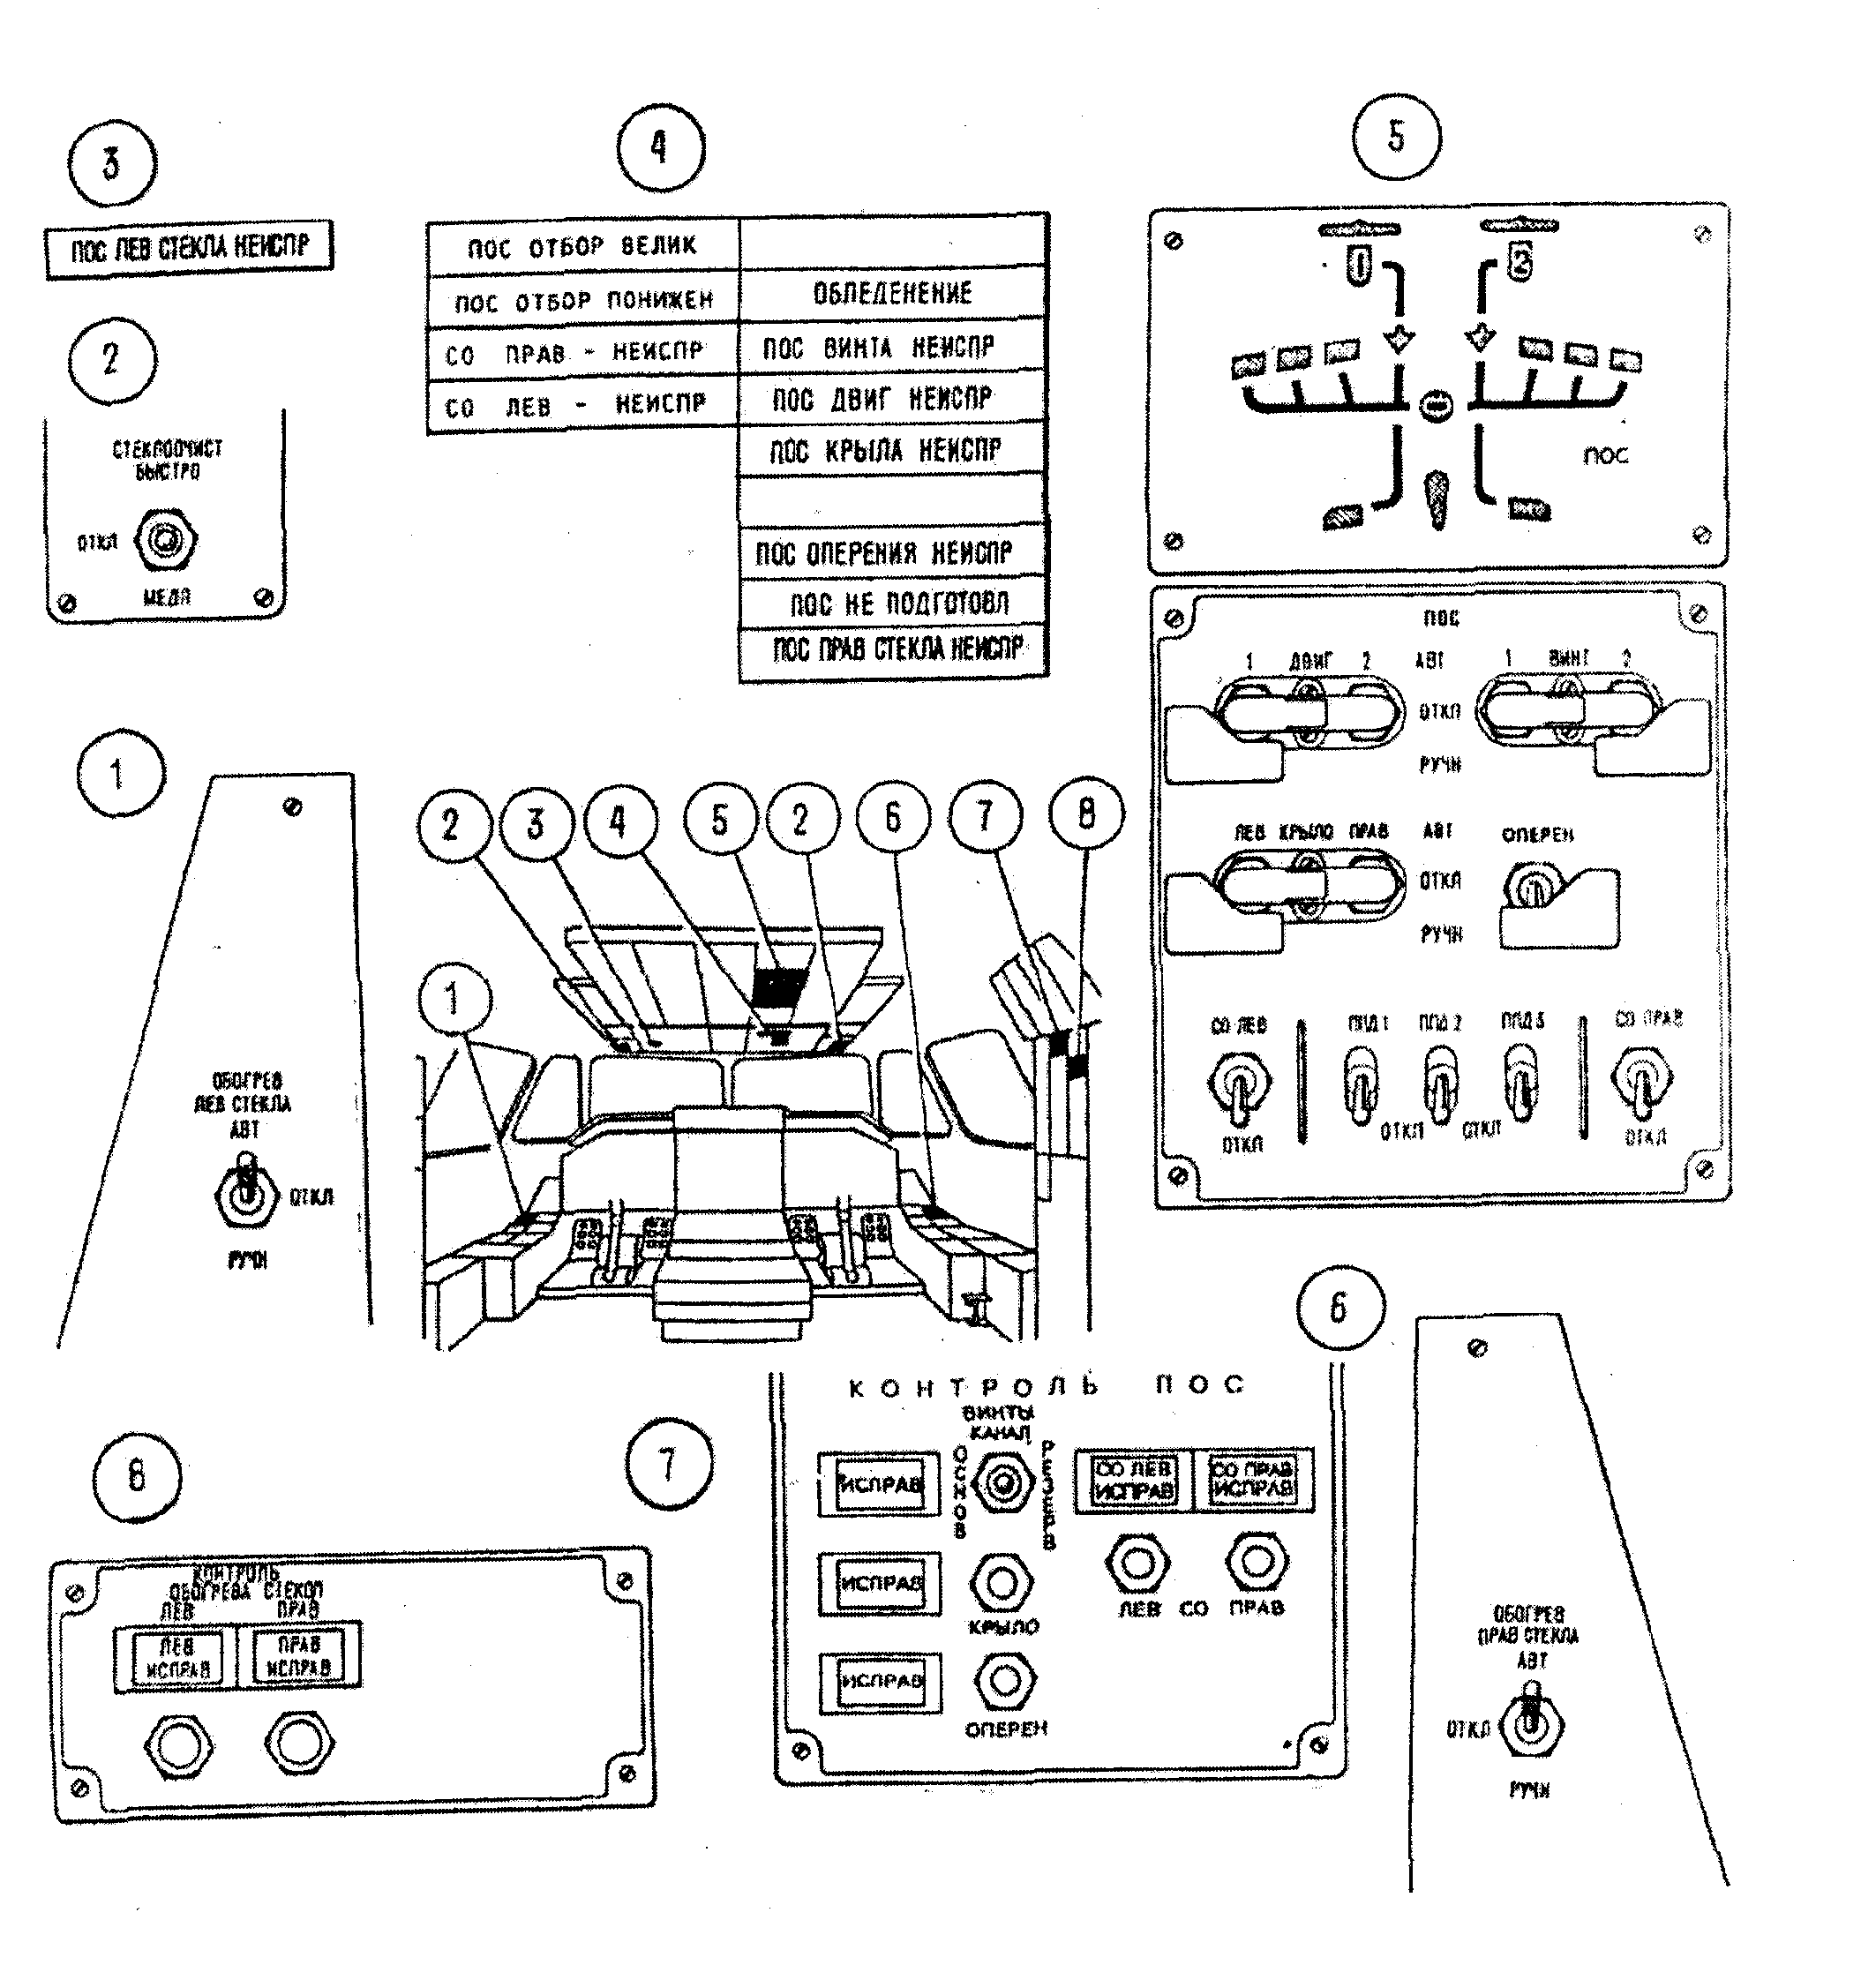 3
ПОС ЛЕВ СТЕКЛА НЕИСПР
2
СТЕКЛООЧИСТ
БЫСТРО
ОТКЛ
МЕДЛ
4
ПОС ОТБОР ВЕЛИК
ПОС ОТБОР ПОНИЖЕН
СО ПРАВ - НЕИСПР
СО ЛЕВ - НЕИСПР
ОБЛЕДЕНЕНИЕ
ПОС ВИНТА НЕИСПР
ПОС ДВИГ НЕИСПР
ПОС КРЫЛА НЕИСПР
ПОС ОПЕРЕНИЯ НЕИСПР
ПОС НЕ ПОДГОТОВЛ
ПОС ПРАВ СТЕКЛА НЕИСПР
5
1 2
ПОС
ПОС
1 ДВИГ 2 АВТ 1 ВИНТ 2
ОТКЛ
РУЧН
ЛЕВ КРЫЛО ПРАВ АВТ ОПЕРЕН
ОТКЛ
РУЧН
СО ЛЕВ ППД 1 ППД 2 ППД 3 СО ПРАВ
ОТКЛ ОТКЛ ОТКЛ ОТКЛ
1
ОБОГРЕВ
ЛЕВ СТЕКЛА
АВТ
ОТКЛ
РУЧН
2 3 4 5 2 6 7 8
1
6
ОБОГРЕВ
ПРАВ СТЕКЛА
АВТ
ОТКЛ
РУЧН
7
КОНТРОЛЬ ПОС
ВИНТЫ
КАНАЛ
ОСНОВ
РЕЗЕРВ
ИСПРАВ
СО ЛЕВ
ИСПРАВ
СО ПРАВ
ИСПРАВ
ИСПРАВ
КРЫЛО
ЛЕВ СО ПРАВ
ИСПРАВ
ОПЕРЕН
8
КОНТРОЛЬ
ОБОГРЕВА СТЕКОЛ
ЛЕВ ПРАВ
ЛЕВ
ИСПРАВ
ПРАВ
ИСПРАВ